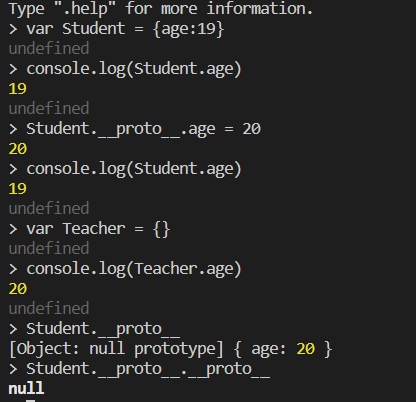 Type ".help" for more information.
> var Student = {age:19}
undefined
> console.log(Student.age)
19
undefined
> Student.__proto__.age = 20
20
> console.log(Student.age)
19
undefined
> var Teacher = {}
undefined
> console.log(Teacher.age)
20
undefined
> Student.__proto__
[Object: null prototype] { age: 20 }
> Student.__proto__.__proto__
null